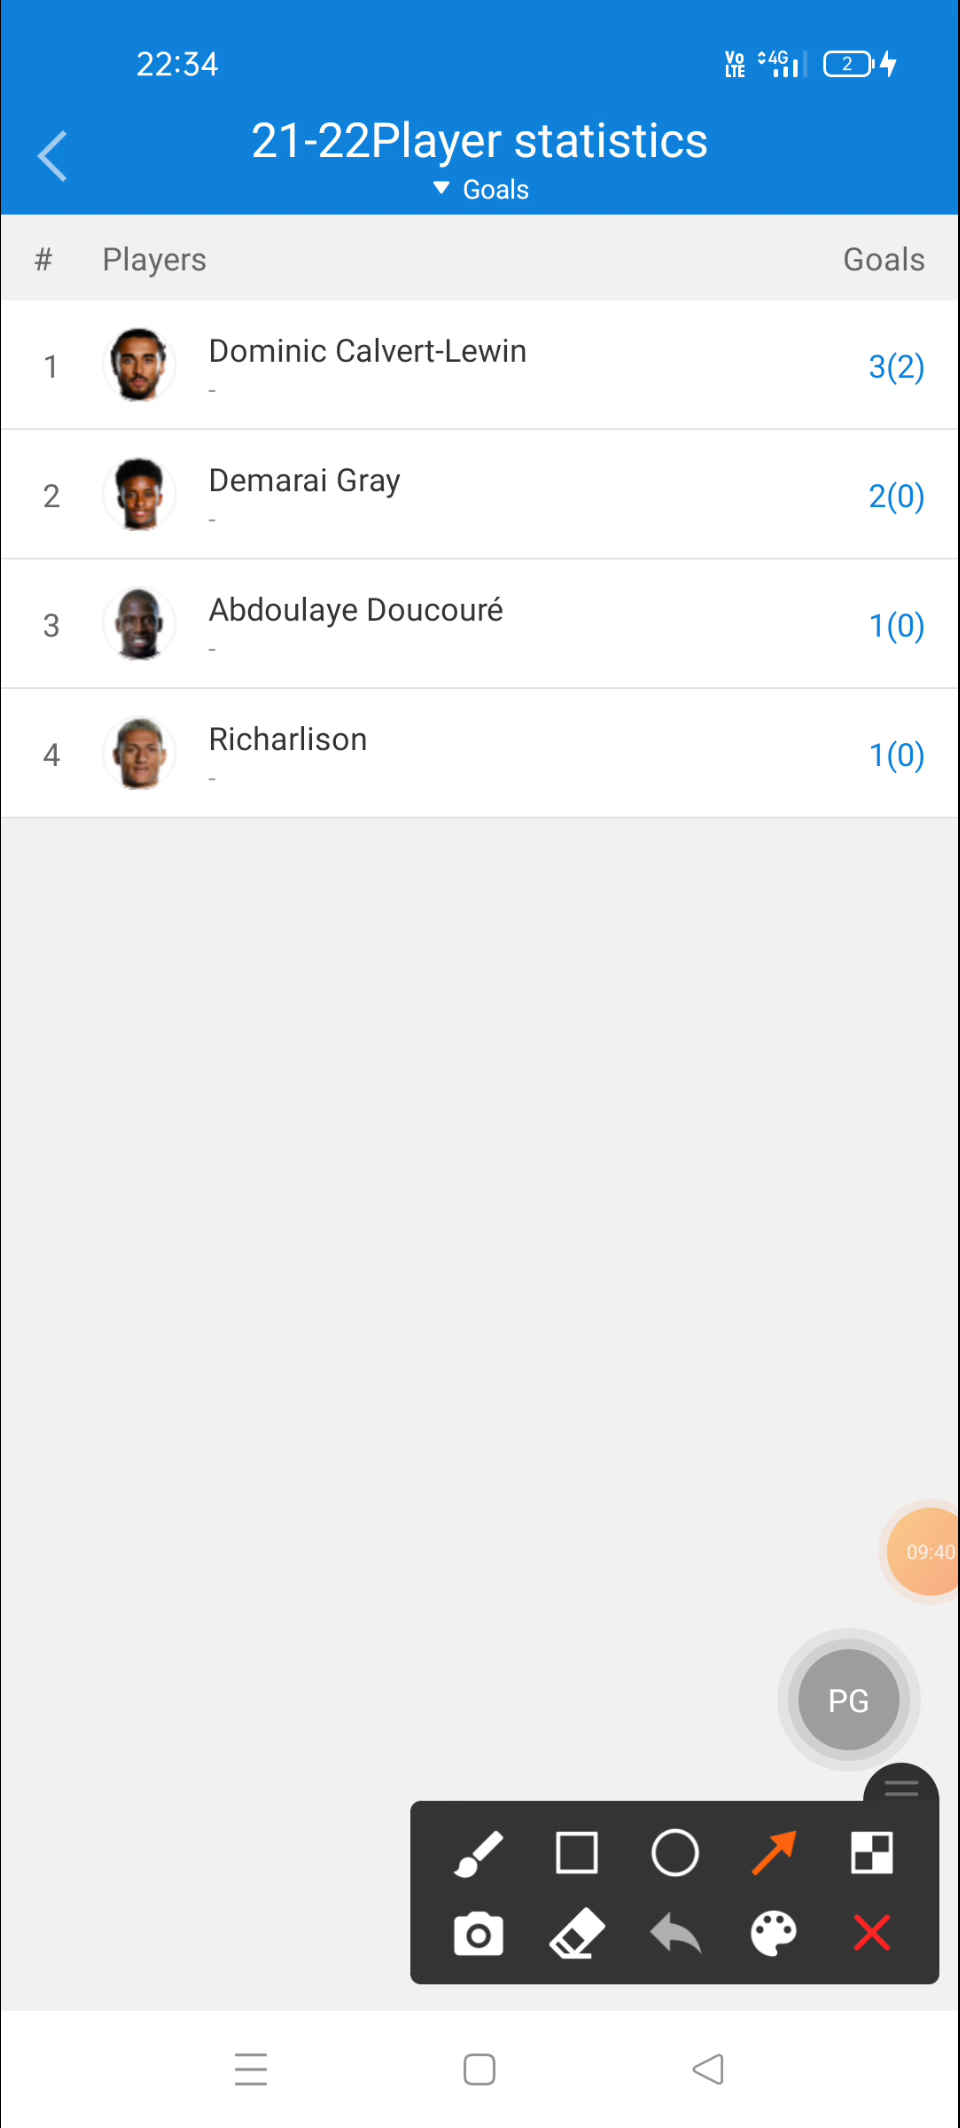 22:34
Vo LTE 4G 2
21-22Player statistics
Goals
# Players Goals
1 Dominic Calvert-Lewin 3(2)
-
2 Demarai Gray 2(0)
-
3 Abdoulaye Doucouré 1(0)
-
4 Richarlison 1(0)
-
09:40
PG